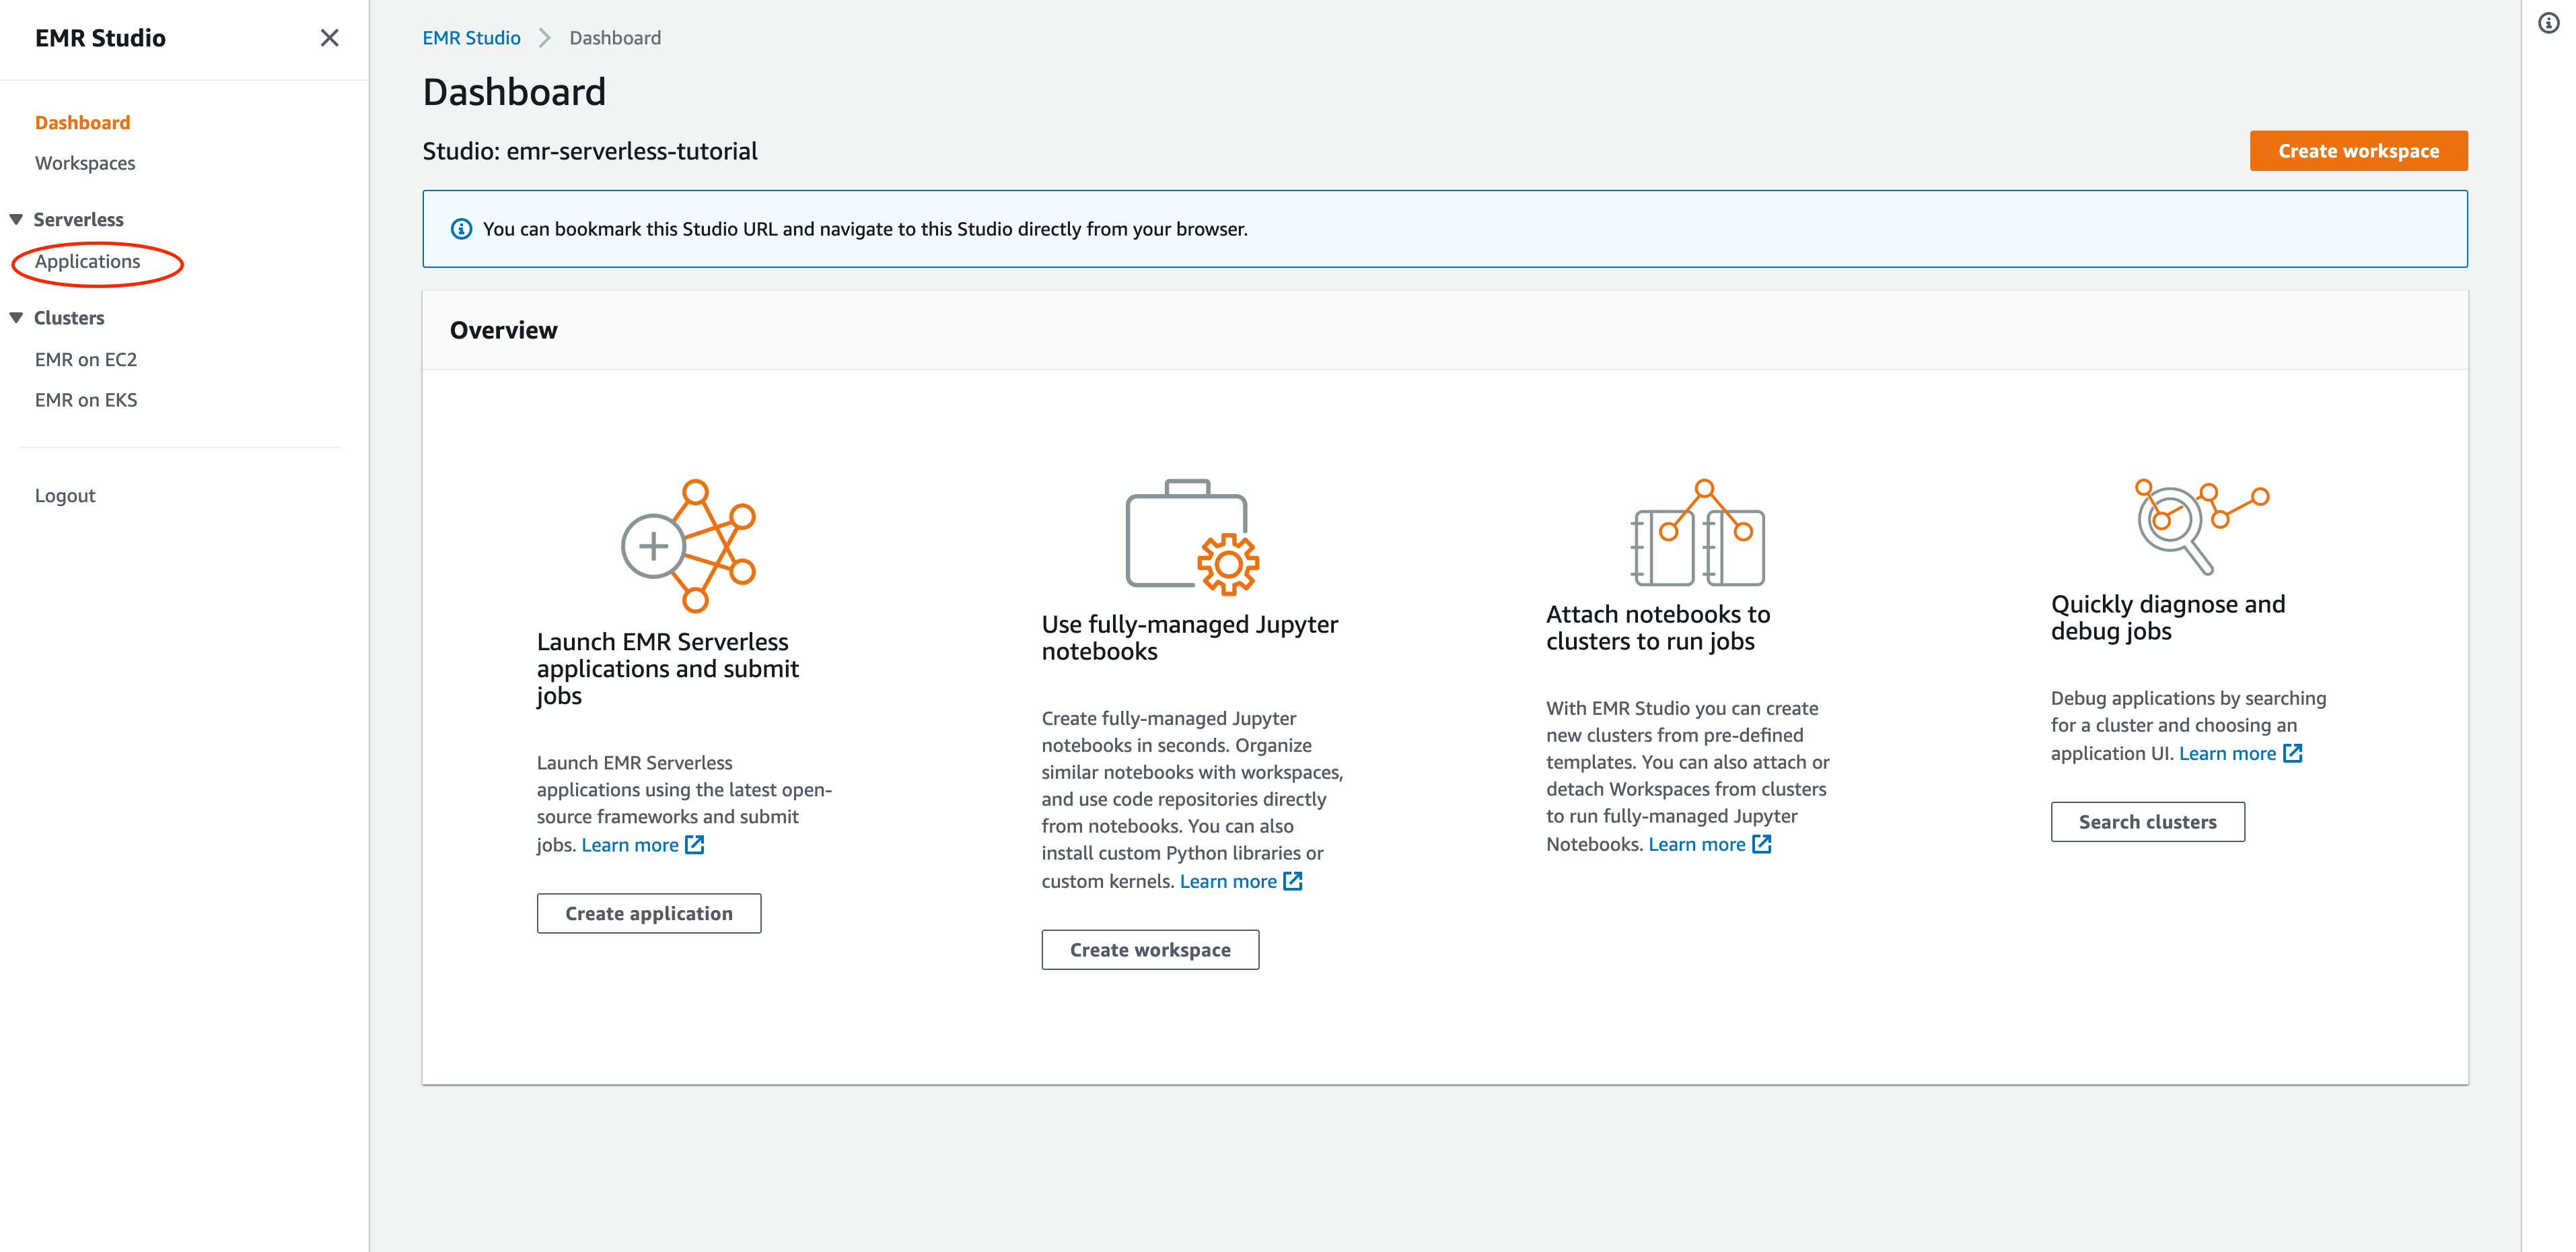 EMR Studio
Dashboard
Workspaces
Serverless
Applications
Clusters
EMR on EC2
EMR on EKS
Logout
EMR Studio > Dashboard
Dashboard
Studio: emr-serverless-tutorial
Create workspace
You can bookmark this Studio URL and navigate to this Studio directly from your browser.
Overview
Launch EMR Serverless
applications and submit
jobs
Launch EMR Serverless
applications using the latest open-
source frameworks and submit
jobs. Learn more
Create application
Use fully-managed Jupyter
notebooks
Create fully-managed Jupyter
notebooks in seconds. Organize
similar notebooks with workspaces,
and use code repositories directly
from notebooks. You can also
install custom Python libraries or
custom kernels. Learn more
Create workspace
Attach notebooks to
clusters to run jobs
With EMR Studio you can create
new clusters from pre-defined
templates. You can also attach or
detach Workspaces from clusters
to run fully-managed Jupyter
Notebooks. Learn more
Quickly diagnose and
debug jobs
Debug applications by searching
for a cluster and choosing an
application UI. Learn more
Search clusters